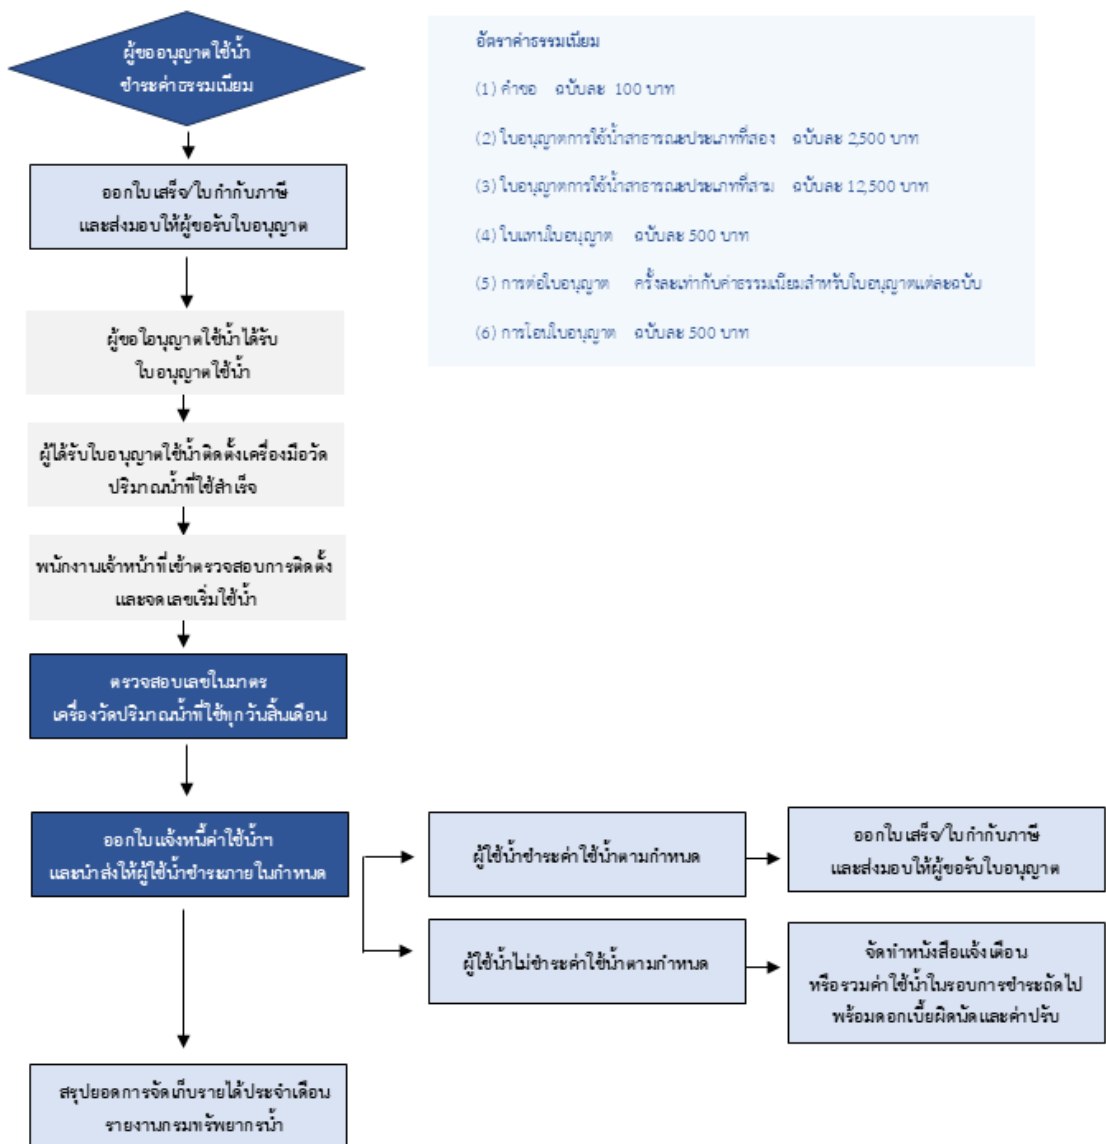 ผู้ขออนุญาตใช้น้ำ
ชำระค่าธรรมเนียม
ออกใบเสร็จ/ใบกำกับภาษี
และส่งมอบให้ผู้ขอรับใบอนุญาต
ผู้ขอใอนุญาตใช้น้ำได้รับ
ใบอนุญาตใช้น้ำ
ผู้ได้รับใบอนุญาตใช้น้ำติดตั้งเครื่องมือวัด
ปริมาณน้ำที่ใช้สำเร็จ
พนักงานเจ้าหน้าที่เข้าตรวจสอบการติดตั้ง
และจดเลขเริ่มใช้น้ำ
ตรวจสอบเลขในมาตร
เครื่องวัดปริมาณน้ำที่ใช้ทุกวันสิ้นเดือน
ออกใบแจ้งหนี้ค่าใช้น้ำฯ
และนำส่งให้ผู้ใช้น้ำชำระภายในกำหนด
สรุปยอดการจัดเก็บรายได้ประจำเดือน
รายงานกรมทรัพยากรน้ำ
อัตราค่าธรรมเนียม
(1) คำขอ ฉบับละ 100 บาท
(2) ใบอนุญาตการใช้น้ำสาธารณะประเภทที่สอง ฉบับละ 2,500 บาท
(3) ใบอนุญาตการใช้น้ำสาธารณะประเภทที่สาม ฉบับละ 12,500 บาท
(4) ใบแทนใบอนุญาต ฉบับละ 500 บาท
(5) การต่อใบอนุญาต ครั้งละเท่ากับค่าธรรมเนียมสำหรับใบอนุญาตแต่ละฉบับ
(6) การโอนใบอนุญาต ฉบับละ 500 บาท
ผู้ใช้น้ำชำระค่าใช้น้ำตามกำหนด
ออกใบเสร็จ/ใบกำกับภาษี
และส่งมอบให้ผู้ขอรับใบอนุญาต
ผู้ใช้น้ำไม่ชำระค่าใช้น้ำตามกำหนด
จัดทำหนังสือแจ้งเตือน
หรือรวมค่าใช้น้ำในรอบการชำระถัดไป
พร้อมดอกเบี้ยผิดนัดและค่าปรับ